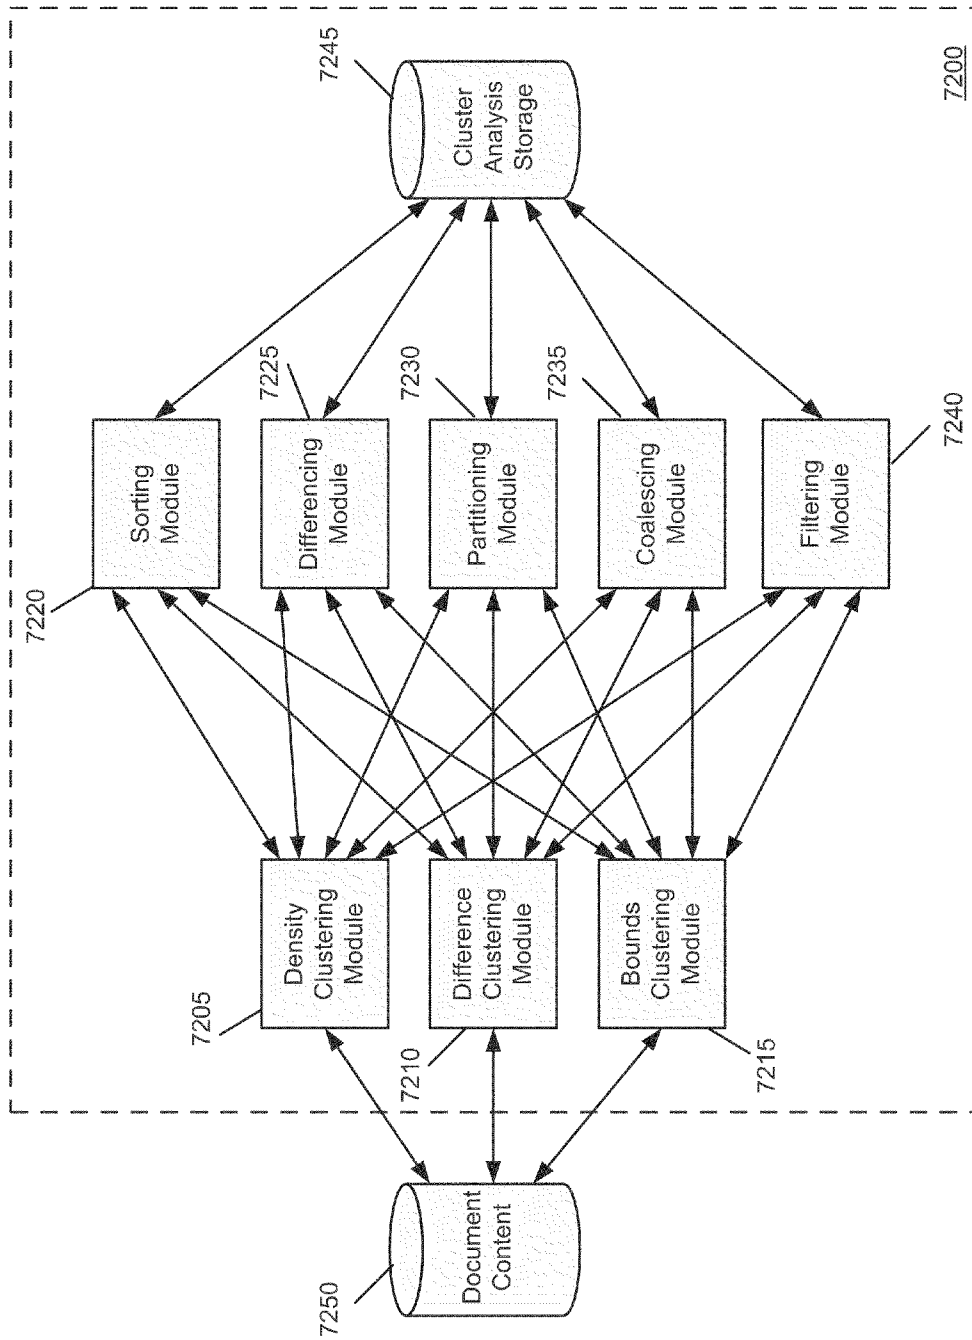 7200
7250
Document
Content
7205
Density
Clustering
Module
7210
Difference
Clustering
Module
7215
Bounds
Clustering
Module
7220
Sorting
Module
7225
Differencing
Module
7230
Partitioning
Module
7235
Coalescing
Module
7240
Filtering
Module
7245
Cluster
Analysis
Storage